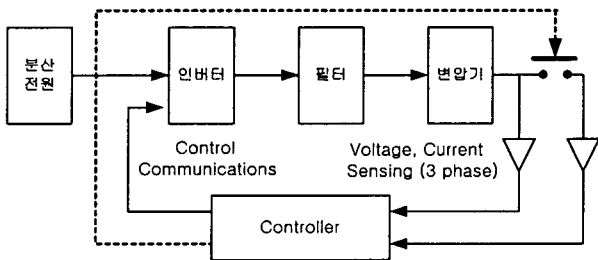 분산
전원
인버터
필터
변압기
Control
Communications
Voltage, Current
Sensing (3 phase)
Controller